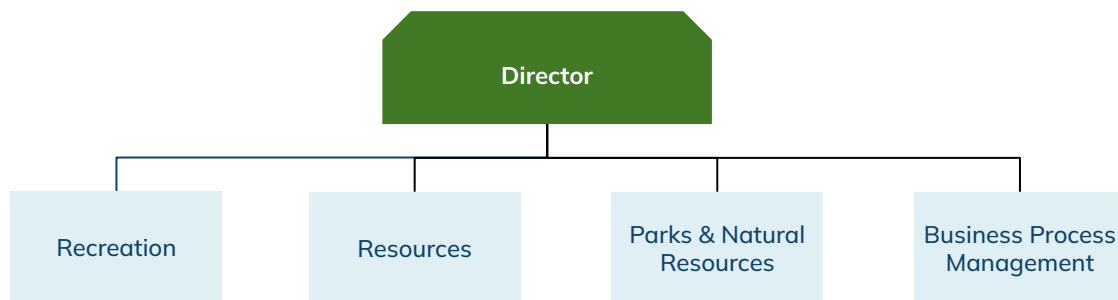 Director
Recreation
Resources
Parks & Natural
Resources
Business Process
Management